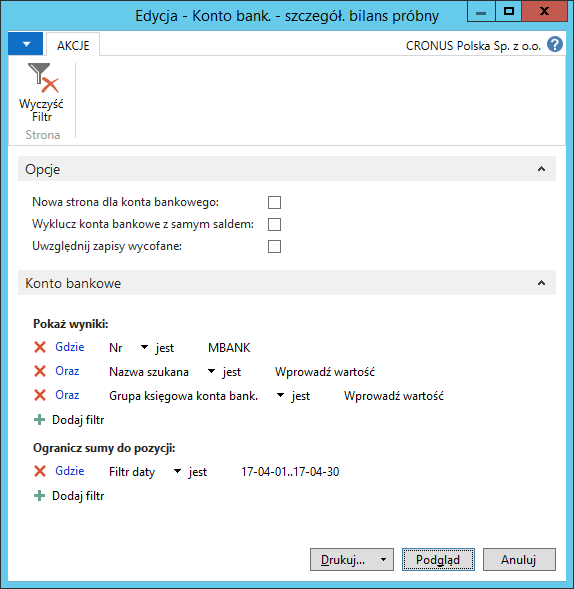 Edycja - Konto bank. - szczegół. bilans próbny
AKCJE
CRONUS Polska Sp. z o.o.
Wyczyść
Filtr
Strona
Opcje
Nowa strona dla konta bankowego:
Wyklucz konta bankowe z samym saldem:
Uwzględnij zapisy wycofane:
Konto bankowe
Pokaż wyniki:
Gdzie Nr jest MBANK
Oraz Nazwa szukana jest Wprowadź wartość
Oraz Grupa księgowa konta bank. jest Wprowadź wartość
Dodaj filtr
Ogranicz sumy do pozycji:
Gdzie Filtr daty jest 17-04-01..17-04-30
Dodaj filtr
Drukuj... Podgląd Anuluj